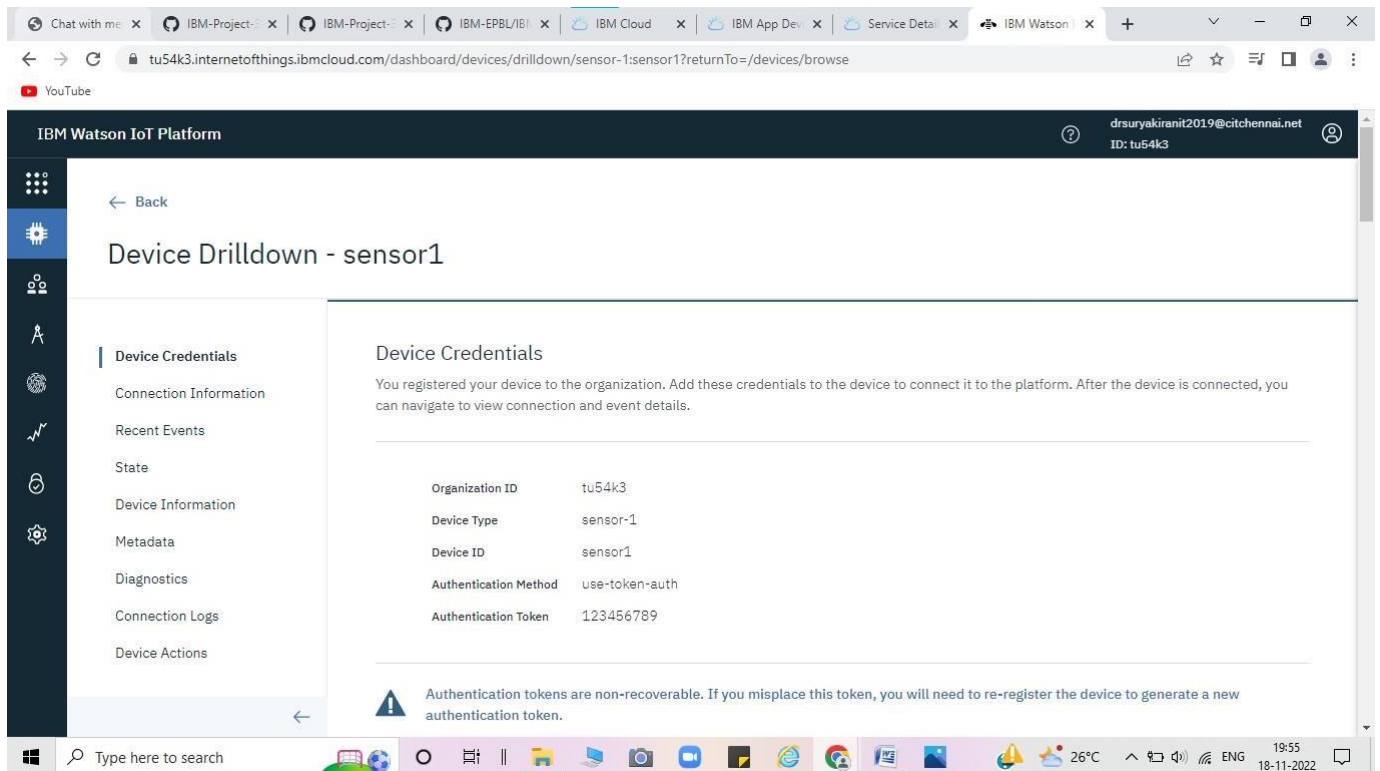 Chat with me
IBM-Project-3
IBM-Project-3
IBM-EPBL/IBM
IBM Cloud
IBM App Dev
Service Detail
IBM Watson
tu54k3.internetofthings.ibmcloud.com/dashboard/devices/drilldown/sensor-1:sensor1?returnTo=/devices/browse
YouTube
IBM Watson IoT Platform
drsuryakiranit2019@citchennai.net
ID: tu54k3
Back
Device Drilldown - sensor1
Device Credentials
Connection Information
Recent Events
State
Device Information
Metadata
Diagnostics
Connection Logs
Device Actions
Device Credentials
You registered your device to the organization. Add these credentials to the device to connect it to the platform. After the device is connected, you
can navigate to view connection and event details.
Organization ID tu54k3
Device Type sensor-1
Device ID sensor1
Authentication Method use-token-auth
Authentication Token 123456789
Authentication tokens are non-recoverable. If you misplace this token, you will need to re-register the device to generate a new
authentication token.
Type here to search
26°C
ENG
19:55
18-11-2022